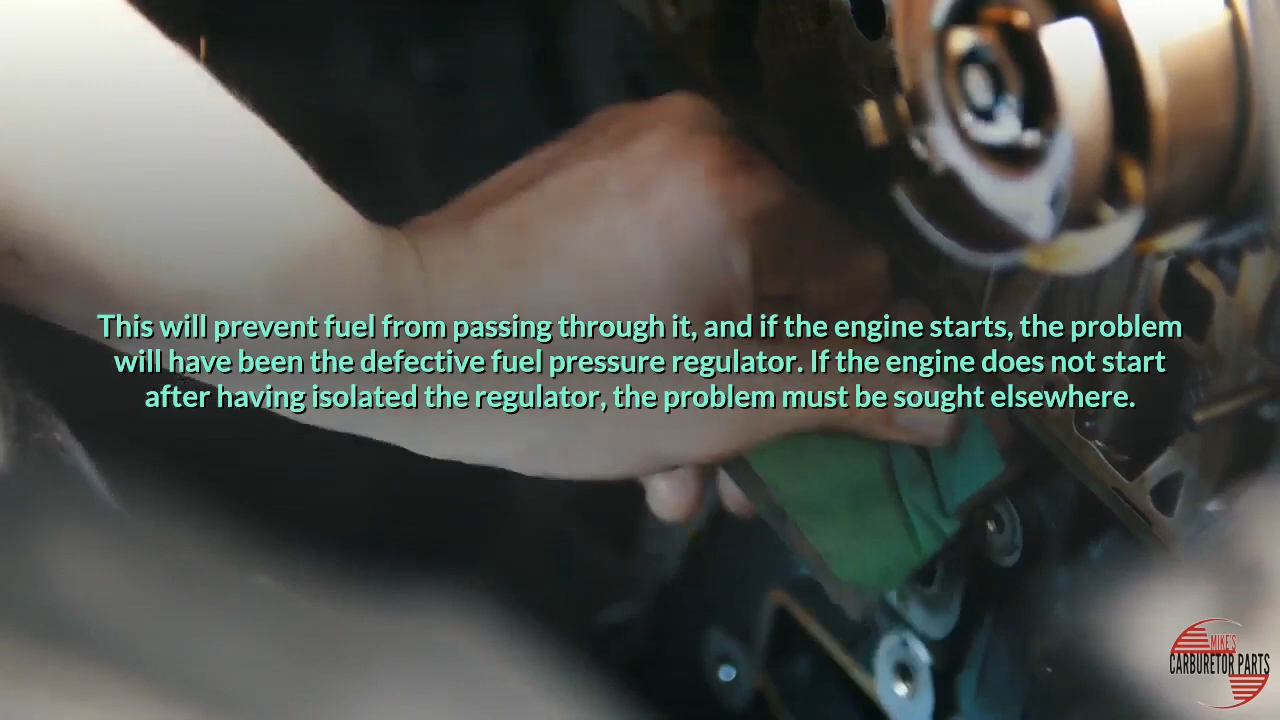 This will prevent fuel from passing through it, and if the engine starts, the problem
will have been the defective fuel pressure regulator. If the engine does not start
after having isolated the regulator, the problem must be sought elsewhere.
MIKE'S
CARBURETOR PARTS